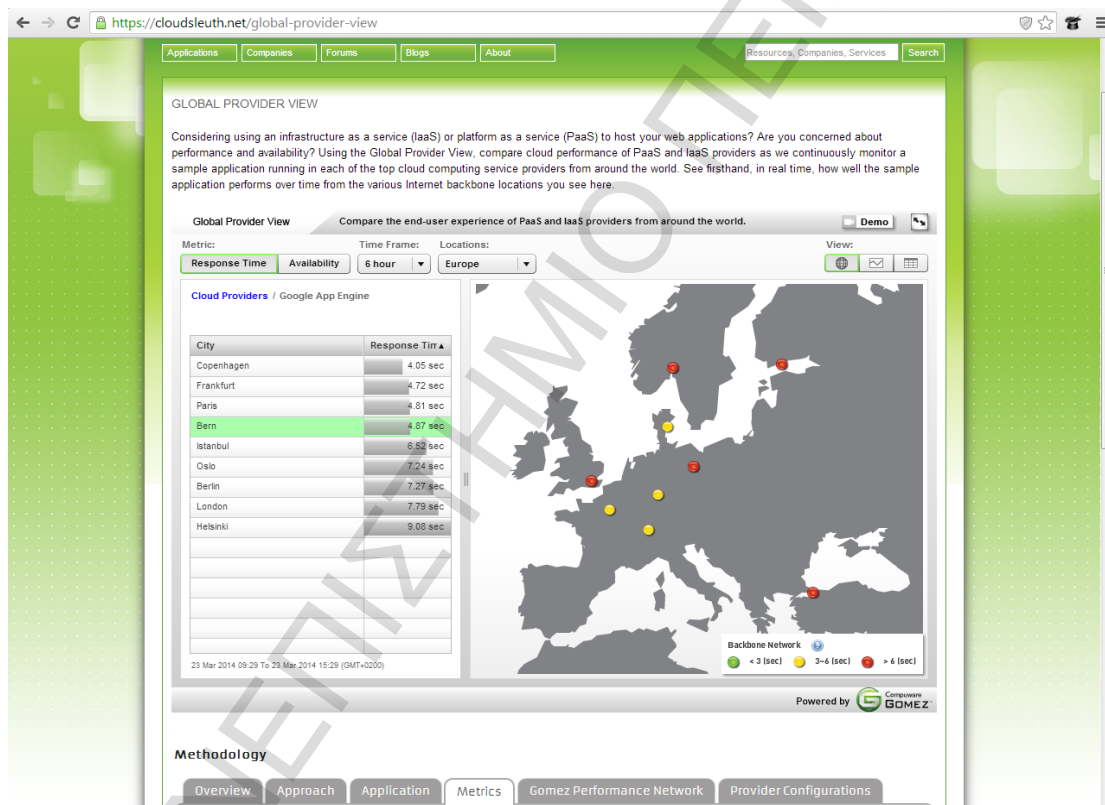 https://cloudsleuth.net/global-provider-view
Applications Companies Forums Blogs About Resources, Companies, Services Search
GLOBAL PROVIDER VIEW
Considering using an infrastructure as a service (IaaS) or platform as a service (PaaS) to host your web applications? Are you concerned about
performance and availability? Using the Global Provider View, compare cloud performance of PaaS and IaaS providers as we continuously monitor a
sample application running in each of the top cloud computing service providers from around the world. See firsthand, in real time, how well the sample
application performs over time from the various Internet backbone locations you see here.
Global Provider View Compare the end-user experience of PaaS and IaaS providers from around the world. Demo
Metric: Time Frame: Locations: View:
Response Time Availability 6 hour Europe
Cloud Providers / Google App Engine
City Response Tim
Copenhagen 4.05 sec
Frankfurt 4.72 sec
Paris 4.81 sec
Bern 4.87 sec
Istanbul 6.52 sec
Oslo 7.24 sec
Berlin 7.27 sec
London 7.79 sec
Helsinki 9.08 sec
Backbone Network ?
< 3 (sec) 3-6 (sec) > 6 (sec)
23 Mar 2014 09:29 To 23 Mar 2014 15:29 (GMT+0200)
Powered by Compuware GOMEZ
Methodology
Overview Approach Application Metrics Gomez Performance Network Provider Configurations